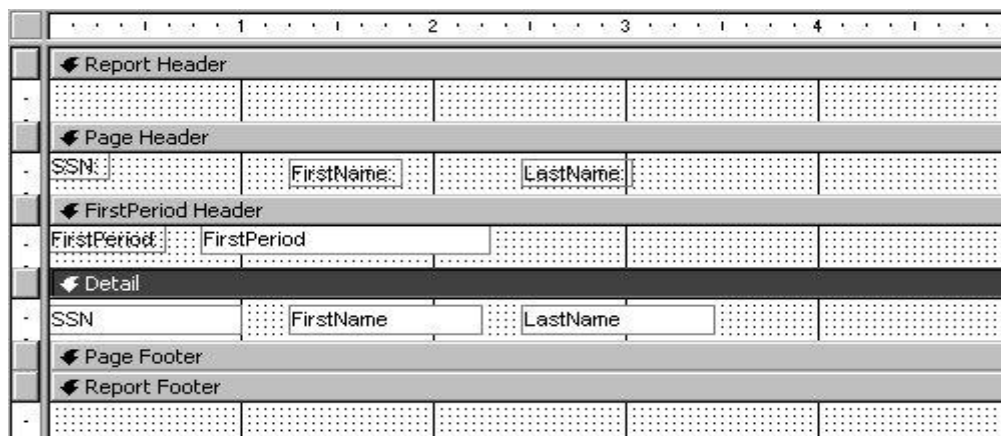 1 2 3 4
Report Header
Page Header
SSN: FirstName: LastName:
FirstPeriod Header
FirstPeriod: FirstPeriod
Detail
SSN FirstName LastName
Page Footer
Report Footer